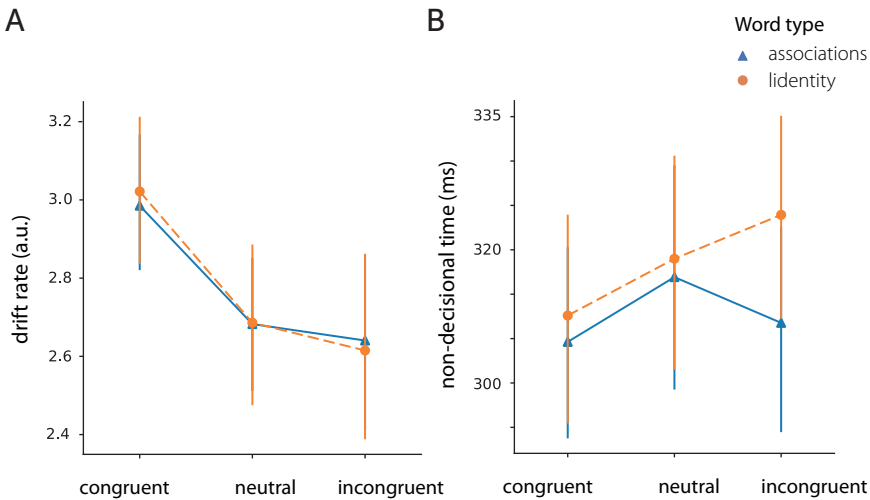 A
B
Word type
associations
lidentity
drift rate (a.u.)
3.2
3.0
2.8
2.6
2.4
congruent
neutral
incongruent
non-decisional time (ms)
335
320
300
congruent
neutral
incongruent